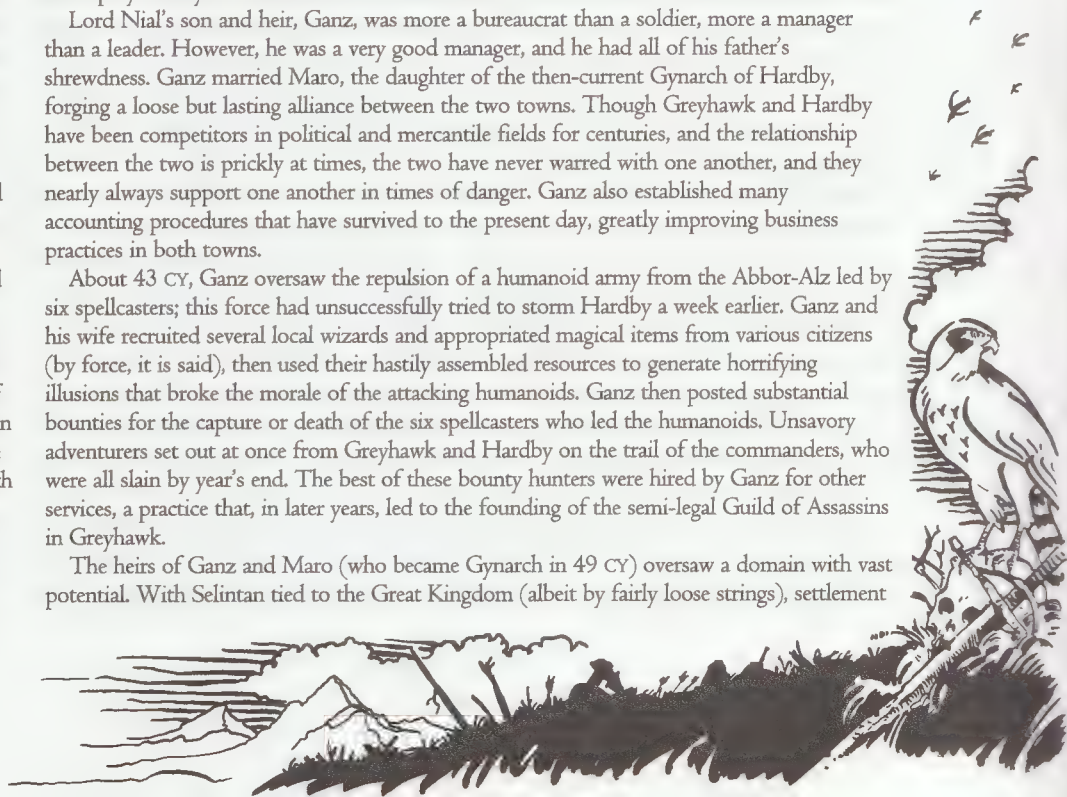 Lord Nial's son and heir, Ganz, was more a bureaucrat than a soldier, more a manager
than a leader. However, he was a very good manager, and he had all of his father's
shrewdness. Ganz married Maro, the daughter of the then-current Gynarch of Hardby,
forging a loose but lasting alliance between the two towns. Though Greyhawk and Hardby
have been competitors in political and mercantile fields for centuries, and the relationship
between the two is prickly at times, the two have never warred with one another, and they
nearly always support one another in times of danger. Ganz also established many
accounting procedures that have survived to the present day, greatly improving business
practices in both towns.
About 43 CY, Ganz oversaw the repulsion of a humanoid army from the Abbor-Alz led by
six spellcasters; this force had unsuccessfully tried to storm Hardby a week earlier. Ganz and
his wife recruited several local wizards and appropriated magical items from various citizens
(by force, it is said), then used their hastily assembled resources to generate horrifying
illusions that broke the morale of the attacking humanoids. Ganz then posted substantial
bounties for the capture or death of the six spellcasters who led the humanoids. Unsavory
adventurers set out at once from Greyhawk and Hardby on the trail of the commanders, who
were all slain by year's end. The best of these bounty hunters were hired by Ganz for other
services, a practice that, in later years, led to the founding of the semi-legal Guild of Assassins
in Greyhawk.
The heirs of Ganz and Maro (who became Gynarch in 49 CY) oversaw a domain with vast
potential. With Selintan tied to the Great Kingdom (albeit by fairly loose strings), settlement